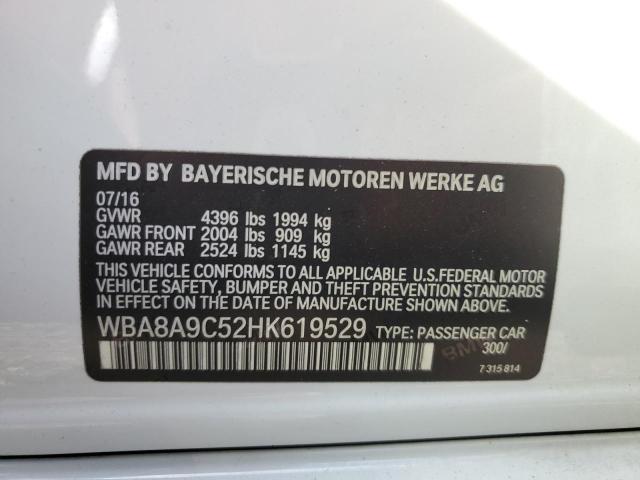 MFD BY BAYERISCHE MOTOREN WERKE AG
07/16
GVWR 4396 lbs 1994 kg
GAWR FRONT 2004 lbs 909 kg
GAWR REAR 2524 lbs 1145 kg
THIS VEHICLE CONFORMS TO ALL APPLICABLE U.S.FEDERAL MOTOR
VEHICLE SAFETY, BUMPER AND THEFT PREVENTION STANDARDS
IN EFFECT ON THE DATE OF MANUFACTURE SHOWN ABOVE.
WBA8A9C52HK619529 TYPE: PASSENGER CAR
300/
BMW
7 315 814